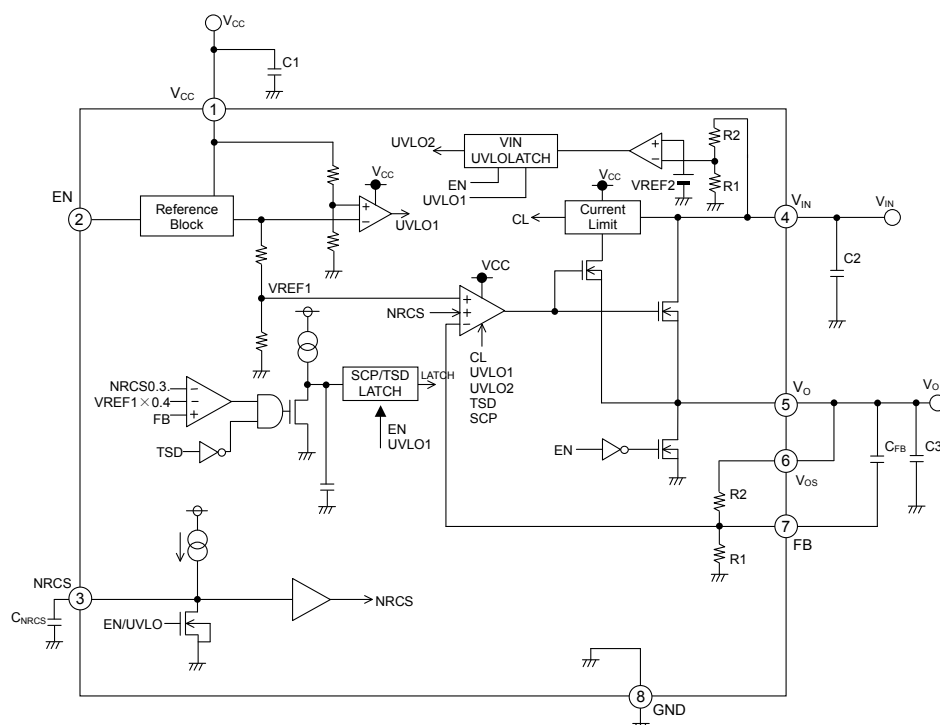 VCC
C1
VCC
1
EN
2
Reference
Block
VCC
+
−
UVLO1
UVLO2
VIN
UVLOLATCH
EN
UVLO1
+
−
VREF2
R2
R1
VCC
CL
Current
Limit
4
VIN
VIN
C2
VREF1
VCC
NRCS
+
+
−
CL
UVLO1
UVLO2
TSD
SCP
NRCS0.3.
VREF1×0.4
FB
−
−
+
TSD
SCP/TSD
LATCH
LATCH
EN
UVLO1
EN
5
VO
VO
6
VOS
CFB
C3
R2
R1
7
FB
NRCS
3
CNRCS
EN/UVLO
NRCS
8
GND